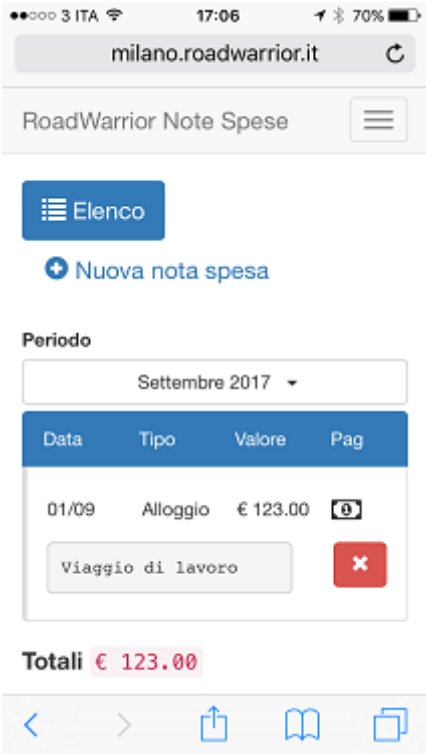 3 ITA 17:06 70%
milano.roadwarrior.it
RoadWarrior Note Spese
Elenco
Nuova nota spesa
Periodo
Settembre 2017
Data Tipo Valore Pag
01/09 Alloggio € 123.00
Viaggio di lavoro
Totali € 123.00